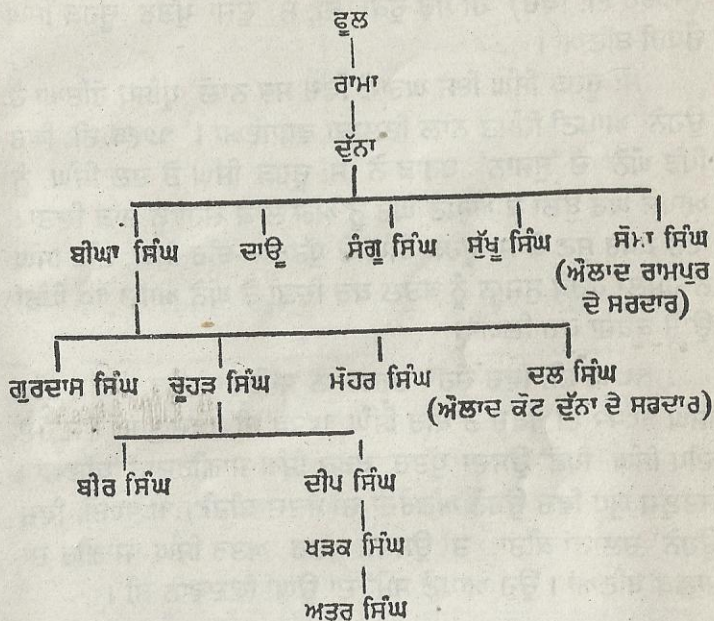 ਫੂਲ
ਰਾਮਾ
ਦੁੱਨਾ
ਬੀਘਾ ਸਿੰਘ ਦਾਊ ਸੰਗੂ ਸਿੰਘ ਸੁੱਖੂ ਸਿੰਘ ਸੋਮਾ ਸਿੰਘ
(ਔਲਾਦ ਰਾਮਪੁਰ
ਦੇ ਸਰਦਾਰ)
ਗੁਰਦਾਸ ਸਿੰਘ ਚੂਹੜ ਸਿੰਘ ਮੋਹਰ ਸਿੰਘ ਦਲ ਸਿੰਘ
(ਔਲਾਦ ਕੋਟ ਦੁੱਨਾ ਦੇ ਸਰਦਾਰ)
ਬੀਰ ਸਿੰਘ ਦੀਪ ਸਿੰਘ
ਖੜਕ ਸਿੰਘ
ਅਤਰ ਸਿੰਘ